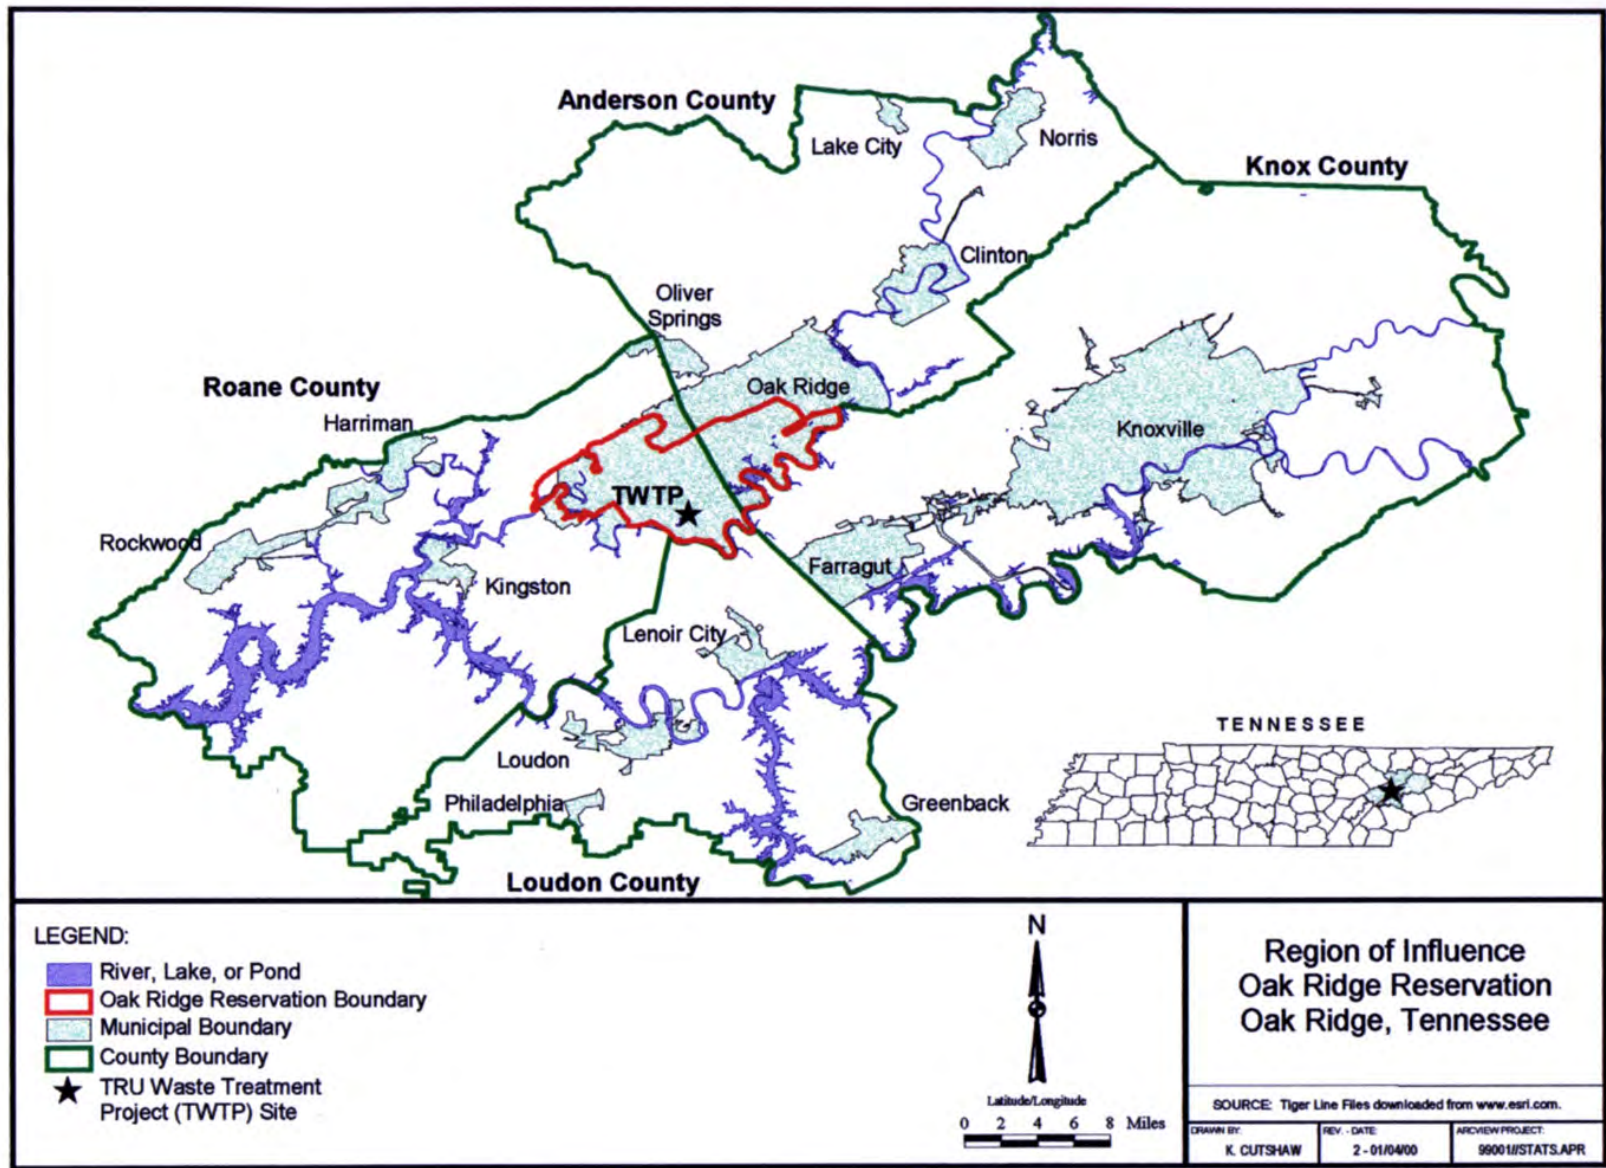 Anderson County
Lake City
Norris
Knox County
Clinton
Oliver
Springs
Roane County
Oak Ridge
Harriman
Knoxville
TWTP
Rockwood
Farragut
Kingston
Lenoir City
TENNESSEE
Loudon
Philadelphia
Greenback
Loudon County
LEGEND:
River, Lake, or Pond
Oak Ridge Reservation Boundary
Municipal Boundary
County Boundary
TRU Waste Treatment
Project (TWTP) Site
N
Latitude/Longitude
0 2 4 6 8 Miles
Region of Influence
Oak Ridge Reservation
Oak Ridge, Tennessee
SOURCE: Tiger Line Files downloaded from www.esri.com.
DRAWN BY:
K. CUTSHAW
REV. - DATE:
2 - 01/04/00
ARCVIEW PROJECT:
99001//STATS.APR